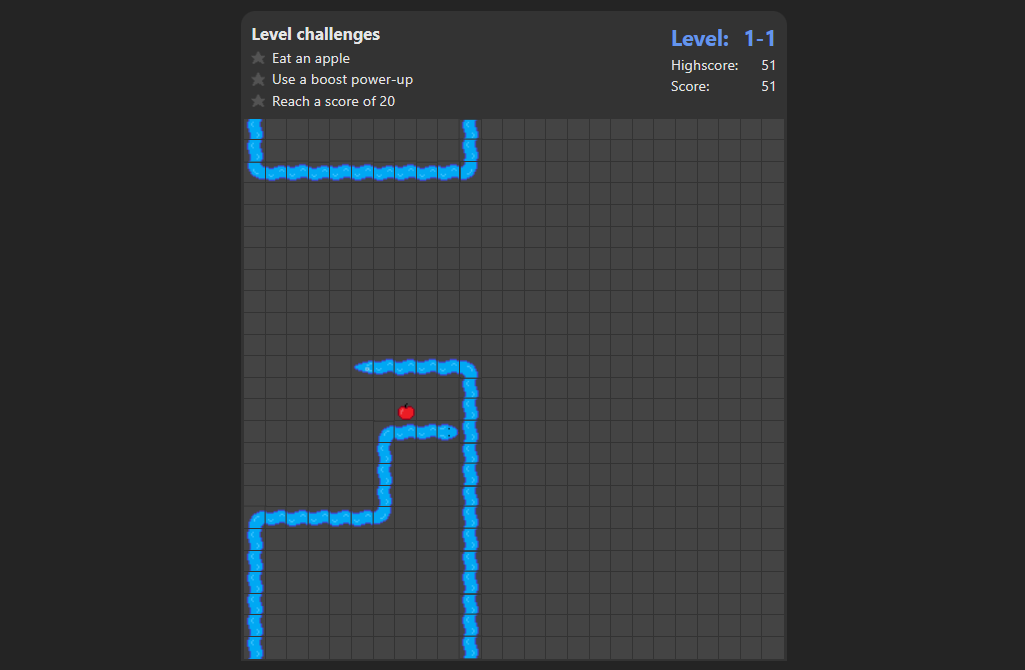 Level challenges
Eat an apple
Use a boost power-up
Reach a score of 20
Level: 1-1
Highscore: 51
Score: 51